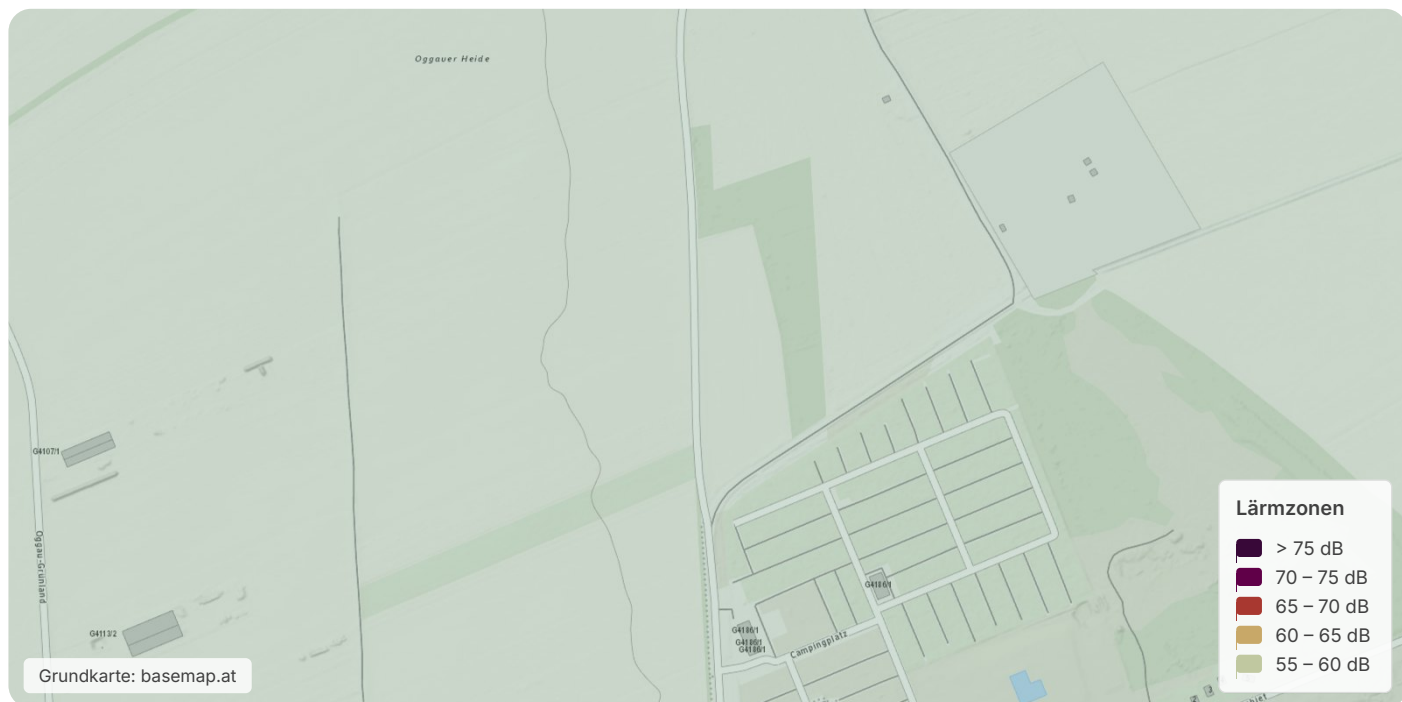 Oggauer Heide
G4107/1
Oggau-Grünland
G4113/2
G4186/1
G4186/1
G4186/1
G4186/1
Campingplatz
Lärmzonen
> 75 dB
70 – 75 dB
65 – 70 dB
60 – 65 dB
55 – 60 dB
Grundkarte: basemap.at